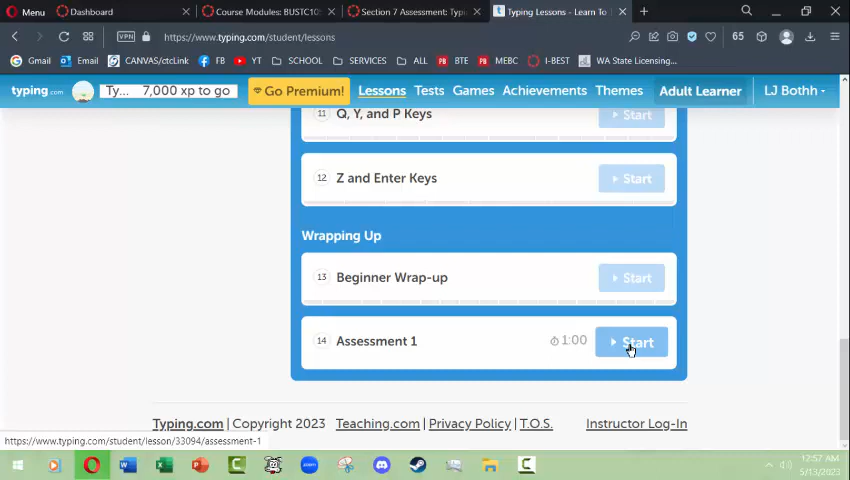 Menu
Dashboard
Course Modules: BUSTC10
Section 7 Assessment: Typi
Typing Lessons - Learn To
VPN
https://www.typing.com/student/lessons
65
Gmail
Email
CANVAS/ctcLink
FB
YT
SCHOOL
SERVICES
ALL
BTE
MEBC
I-BEST
WA State Licensing...
typing.com
Ty... 7,000 xp to go
Go Premium!
Lessons
Tests
Games
Achievements
Themes
Adult Learner
LJ Bothh
11 Q, Y, and P Keys Start
12 Z and Enter Keys Start
Wrapping Up
13 Beginner Wrap-up Start
14 Assessment 1 1:00 Start
Typing.com | Copyright 2023 Teaching.com | Privacy Policy | T.O.S. Instructor Log-In
https://www.typing.com/student/lesson/33094/assessment-1
12:57 AM
5/13/2023